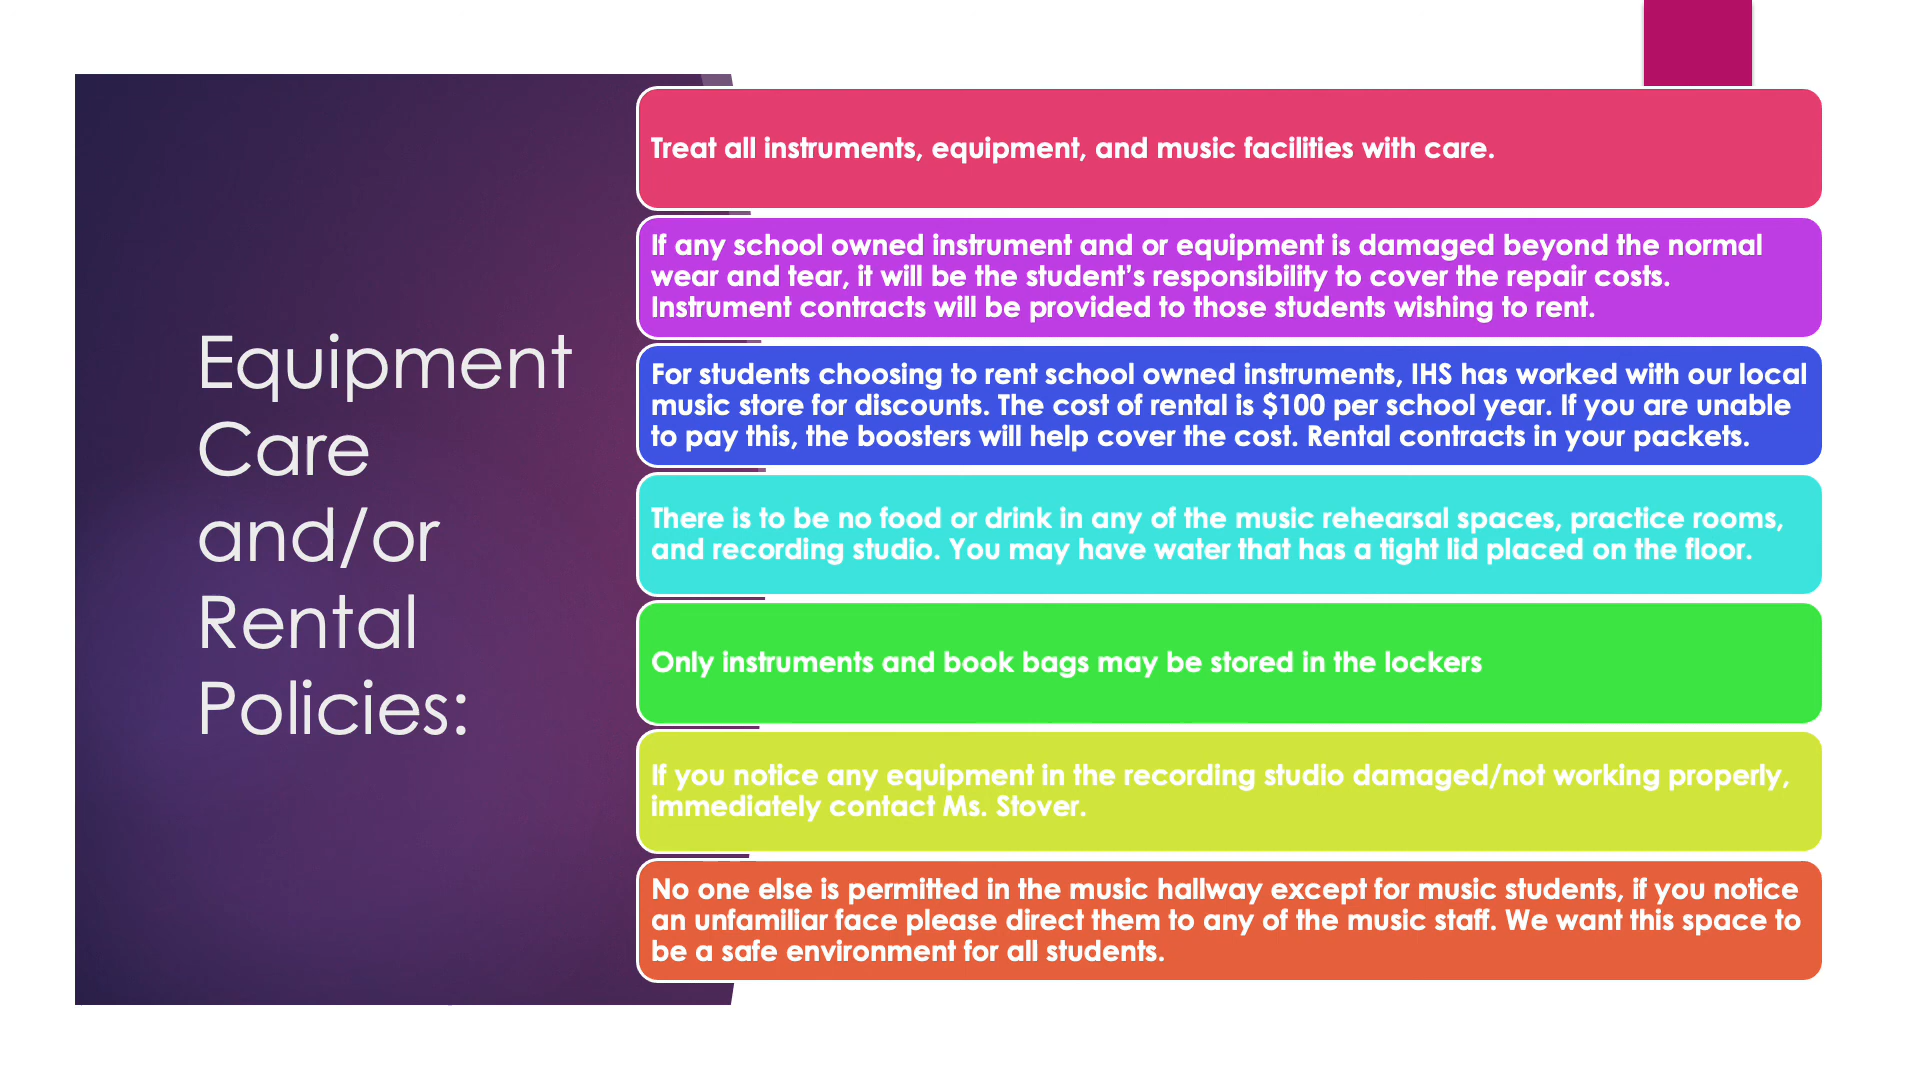 Equipment
Care
and/or
Rental
Policies:
Treat all instruments, equipment, and music facilities with care.
If any school owned instrument and or equipment is damaged beyond the normal
wear and tear, it will be the student’s responsibility to cover the repair costs.
Instrument contracts will be provided to those students wishing to rent.
For students choosing to rent school owned instruments, IHS has worked with our local
music store for discounts. The cost of rental is $100 per school year. If you are unable
to pay this, the boosters will help cover the cost. Rental contracts in your packets.
There is to be no food or drink in any of the music rehearsal spaces, practice rooms,
and recording studio. You may have water that has a tight lid placed on the floor.
Only instruments and book bags may be stored in the lockers
If you notice any equipment in the recording studio damaged/not working properly,
immediately contact Ms. Stover.
No one else is permitted in the music hallway except for music students, if you notice
an unfamiliar face please direct them to any of the music staff. We want this space to
be a safe environment for all students.